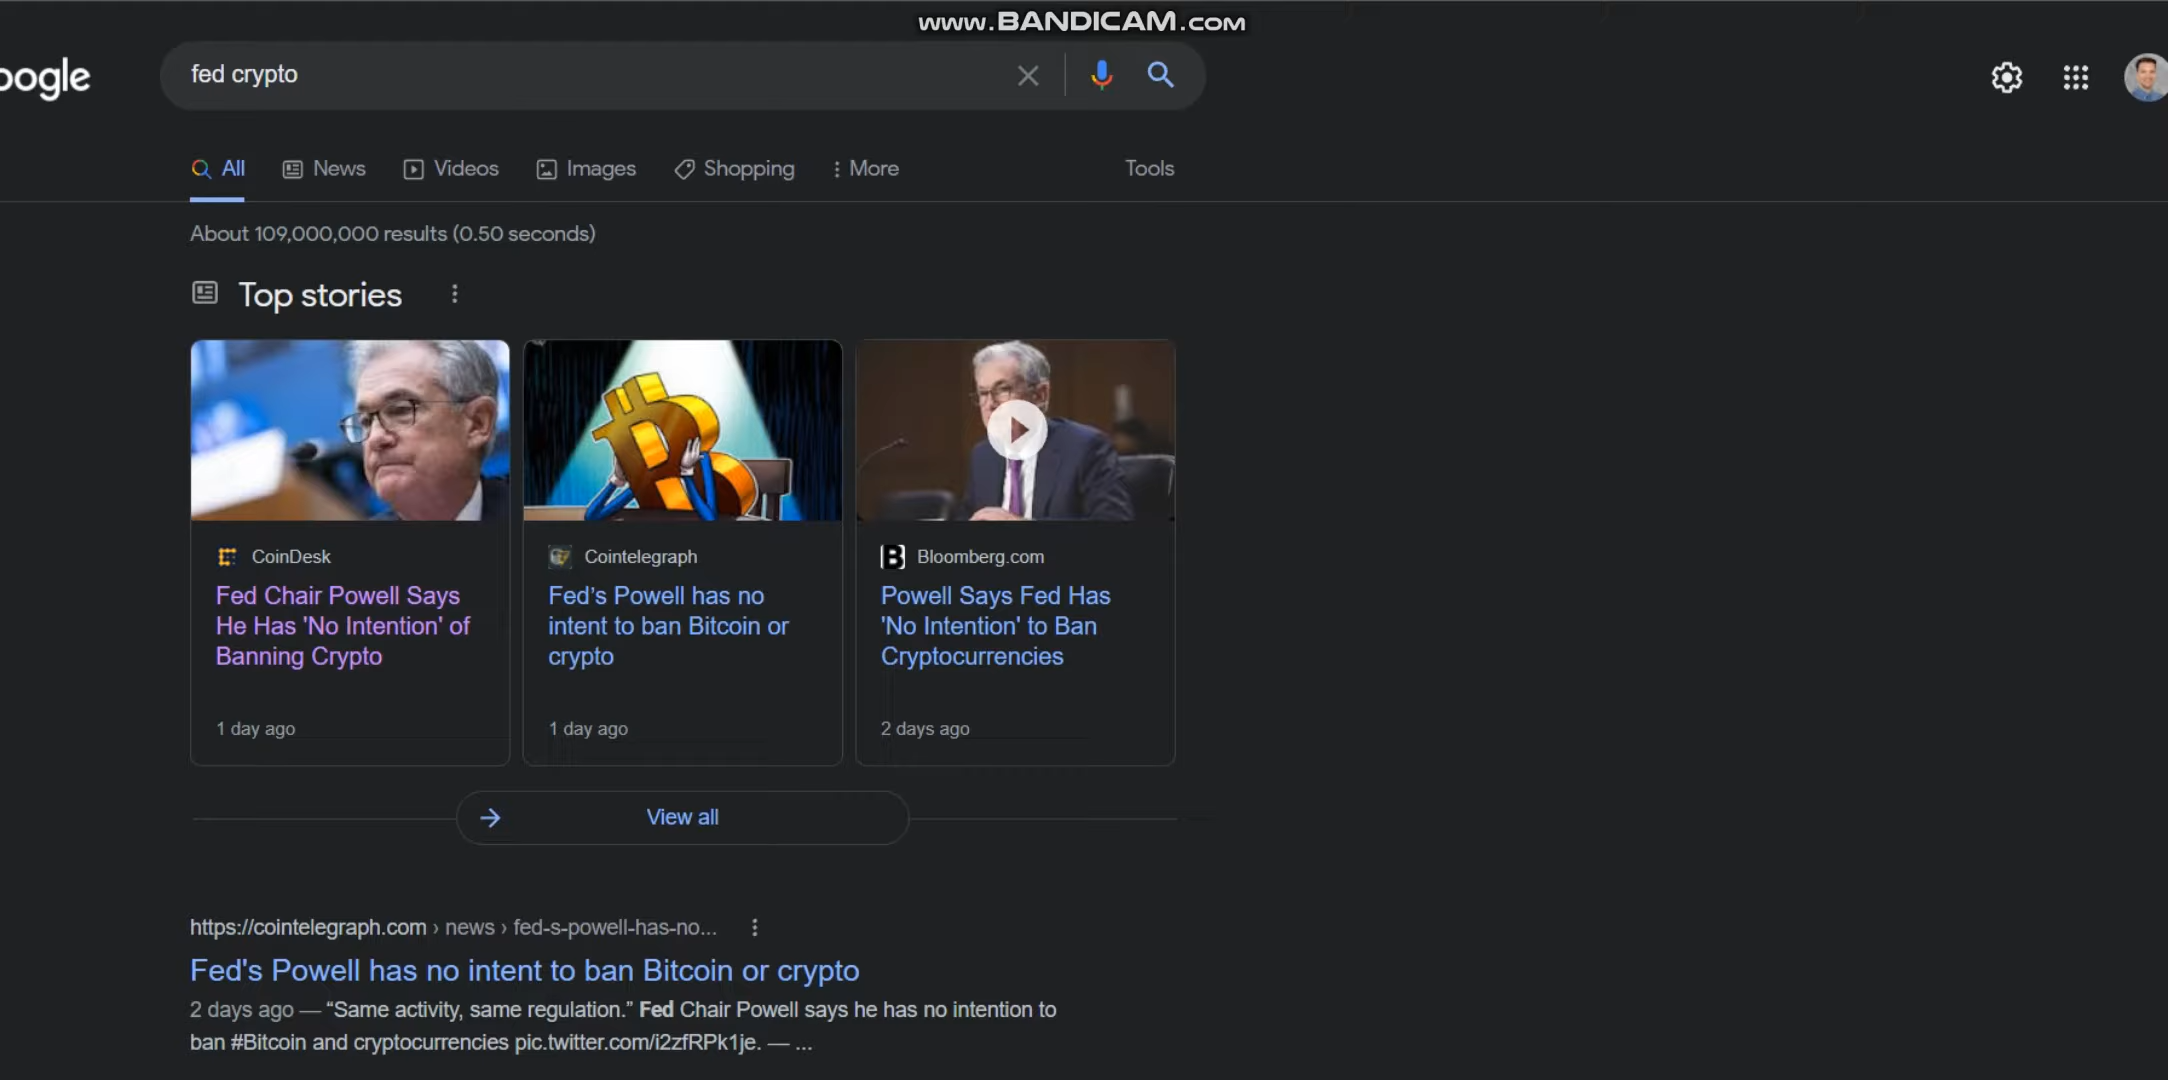 www.BANDICAM.com
oogle
fed crypto
All
News
Videos
Images
Shopping
More
Tools
About 109,000,000 results (0.50 seconds)
Top stories
CoinDesk
Fed Chair Powell Says
He Has 'No Intention' of
Banning Crypto
1 day ago
Cointelegraph
Fed’s Powell has no
intent to ban Bitcoin or
crypto
1 day ago
Bloomberg.com
Powell Says Fed Has
'No Intention' to Ban
Cryptocurrencies
2 days ago
View all
https://cointelegraph.com › news › fed-s-powell-has-no...
Fed's Powell has no intent to ban Bitcoin or crypto
2 days ago — “Same activity, same regulation.” Fed Chair Powell says he has no intention to
ban #Bitcoin and cryptocurrencies pic.twitter.com/i2zfRPk1je. — ...